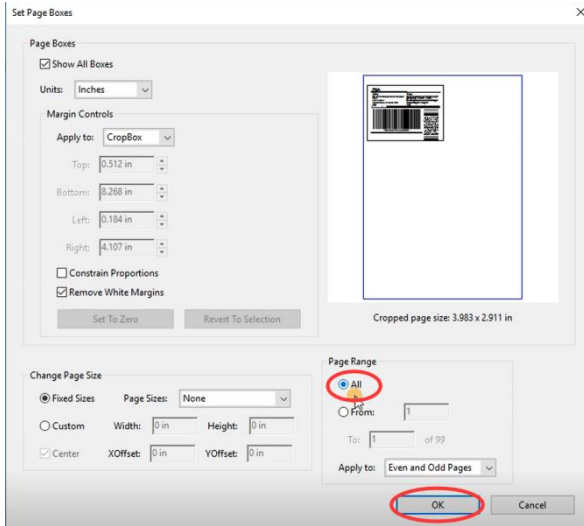 Set Page Boxes
Page Boxes
Show All Boxes
Units: Inches
Margin Controls
Apply to: CropBox
Top: 0.512 in
Bottom: 8.268 in
Left: 0.184 in
Right: 4.107 in
Constrain Proportions
Remove White Margins
Set To Zero Revert To Selection
Cropped page size: 3.983 x 2.911 in
Change Page Size
Fixed Sizes Page Sizes: None
Custom Width: 0 in Height: 0 in
Center XOffset: 0 in YOffset: 0 in
Page Range
All
From: 1
To: 1 of 99
Apply to: Even and Odd Pages
OK Cancel